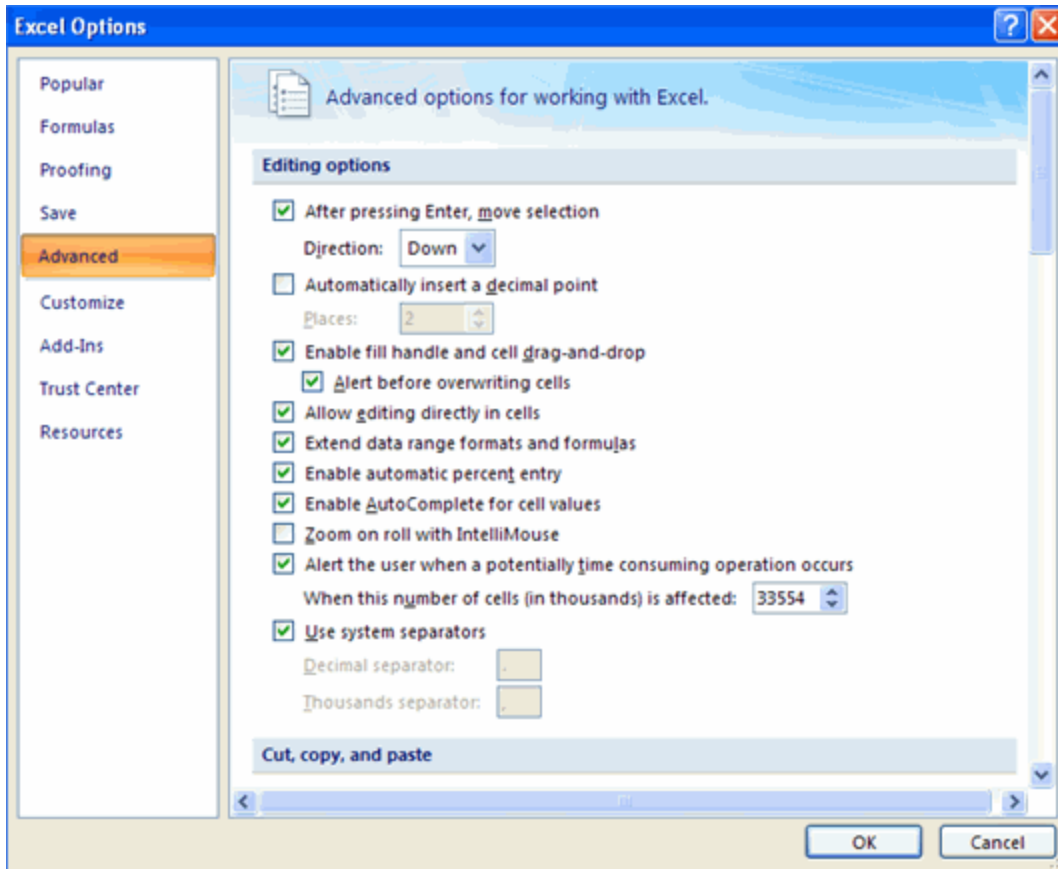 Excel Options
Popular
Formulas
Proofing
Save
Advanced
Customize
Add-Ins
Trust Center
Resources
Advanced options for working with Excel.
Editing options
After pressing Enter, move selection
Direction: Down
Automatically insert a decimal point
Places: 2
Enable fill handle and cell drag-and-drop
Alert before overwriting cells
Allow editing directly in cells
Extend data range formats and formulas
Enable automatic percent entry
Enable AutoComplete for cell values
Zoom on roll with IntelliMouse
Alert the user when a potentially time consuming operation occurs
When this number of cells (in thousands) is affected: 33554
Use system separators
Decimal separator: .
Thousands separator: ,
Cut, copy, and paste
OK Cancel